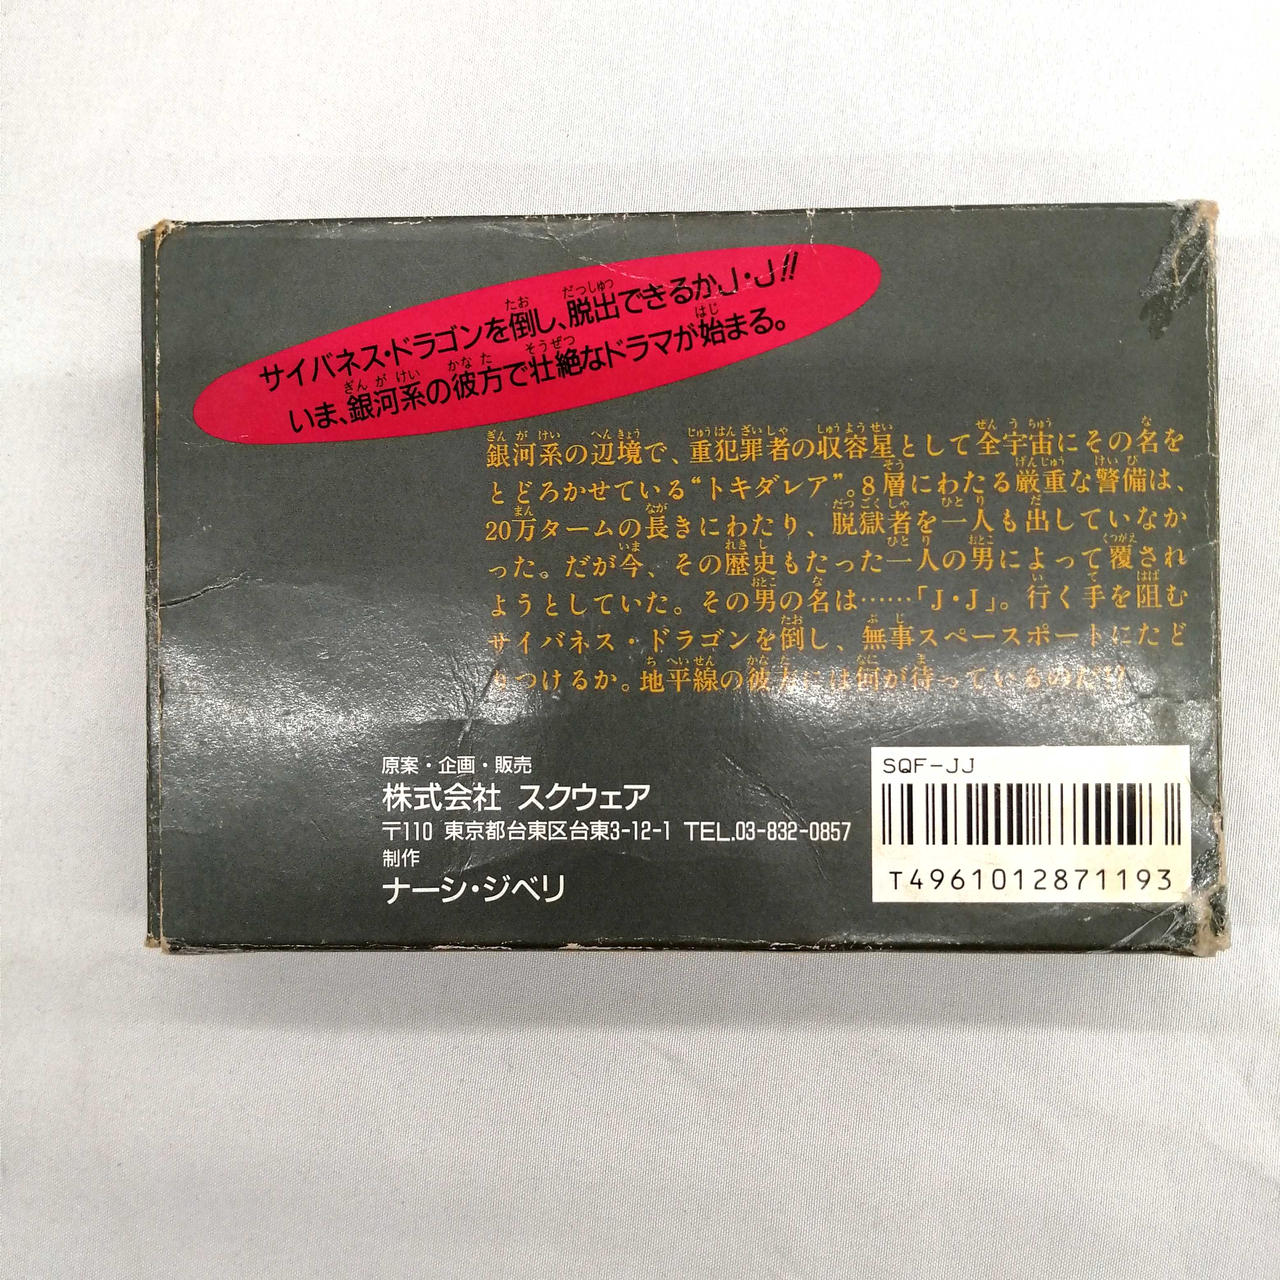 サイバネス・ドラゴンを倒し、脱出できるかJ・J!!
いま、銀河系の彼方で壮絶なドラマが始まる。
銀河系の辺境で、重犯罪者の収容星として全宇宙にその名を
とどろかせている“トキダレア”。8層にわたる厳重な警備は、
20万タームの長きにわたり、脱獄者を一人も出していなか
った。だが今、その歴史もたった一人の男によって覆され
ようとしていた。その男の名は……「J・J」。行く手を阻む
サイバネス・ドラゴンを倒し、無事スペースポートにたど
りつけるか。地平線の彼方には何が待っているのだ!?
原案・企画・販売
株式会社 スクウェア
〒110 東京都台東区台東3-12-1 TEL.03-832-0857
制作
ナーシ・ジベリ
SQF-JJ
T4961012871193